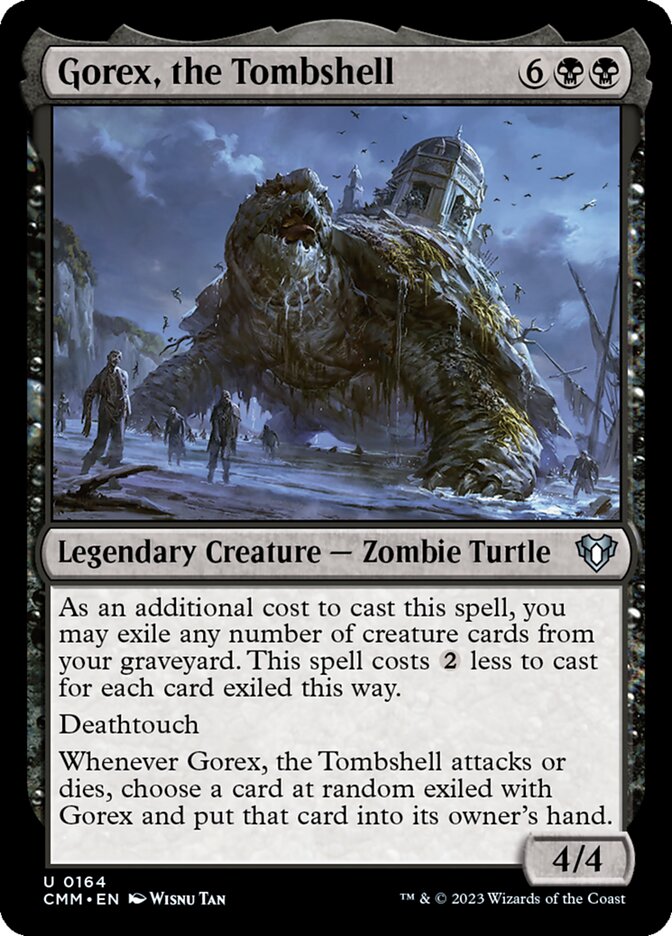 Gorex, the Tombshell 6
Legendary Creature — Zombie Turtle
As an additional cost to cast this spell, you
may exile any number of creature cards from
your graveyard. This spell costs 2 less to cast
for each card exiled this way.
Deathtouch
Whenever Gorex, the Tombshell attacks or
dies, choose a card at random exiled with
Gorex and put that card into its owner's hand.
4/4
U 0164
CMM • EN Wisnu Tan
™ & © 2023 Wizards of the Coast